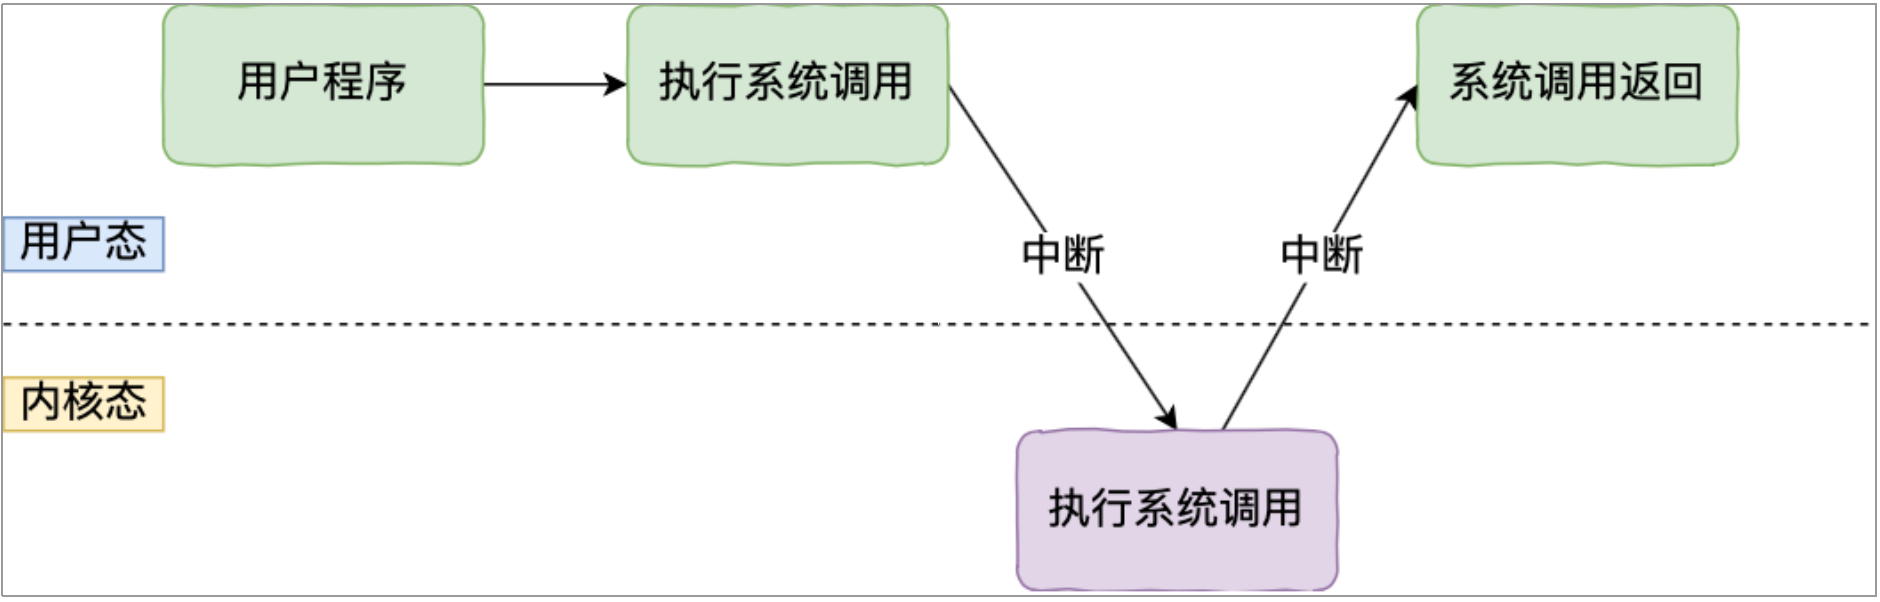 用户程序
执行系统调用
系统调用返回
用户态
中断
中断
内核态
执行系统调用